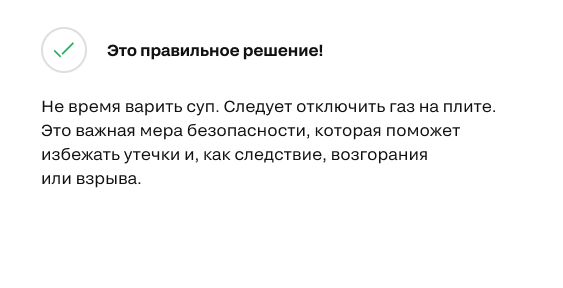 Это правильное решение!
Не время варить суп. Следует отключить газ на плите.
Это важная мера безопасности, которая поможет
избежать утечки и, как следствие, возгорания
или взрыва.